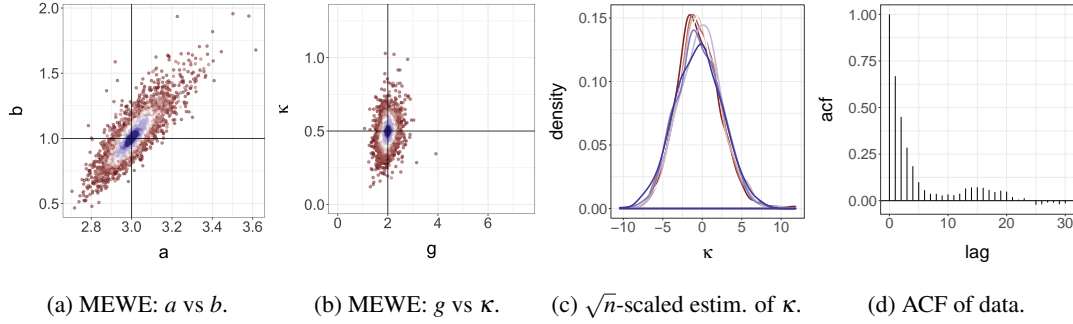 2.0
1.5
1.0
0.5
b
2.8 3.0 3.2 3.4 3.6
a
1.0
0.5
0.0
κ
0 2 4 6
g
0.15
0.10
0.05
0.00
density
−10 −5 0 5 10
κ
1.00
0.75
0.50
0.25
0.00
acf
0 10 20 30
lag
(a) MEWE: a vs b.
(b) MEWE: g vs κ.
(c) √n-scaled estim. of κ.
(d) ACF of data.